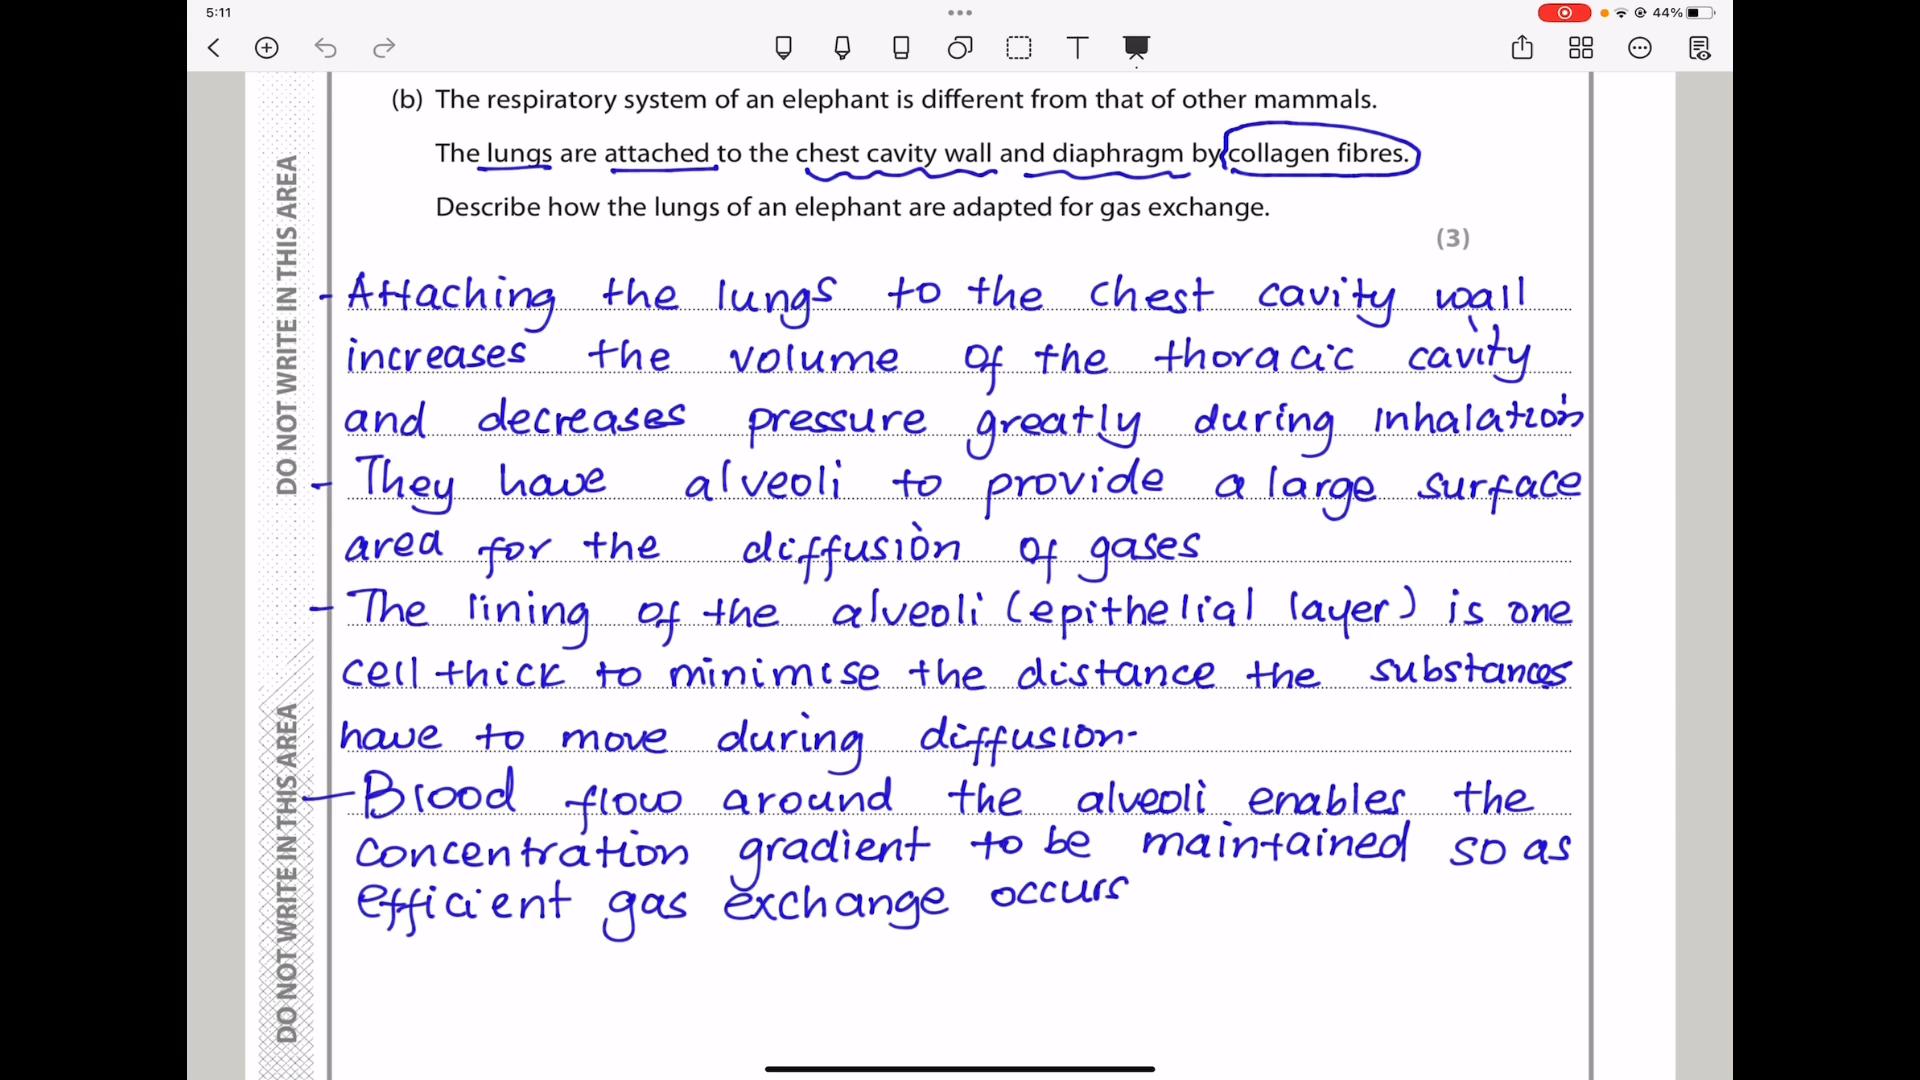 5:11
44%
(b) The respiratory system of an elephant is different from that of other mammals.
The lungs are attached to the chest cavity wall and diaphragm by collagen fibres.
Describe how the lungs of an elephant are adapted for gas exchange.
(3)
- Attaching the lungs to the chest cavity wall
increases the volume of the thoracic cavity
and decreases pressure greatly during inhalation
- They have alveoli to provide a large surface
area for the diffusion of gases
- The lining of the alveoli (epithelial layer) is one
cell thick to minimise the distance the substances
have to move during diffusion.
- Blood flow around the alveoli enables the
concentration gradient to be maintained so as
efficient gas exchange occurs
DO NOT WRITE IN THIS AREA
DO NOT WRITE IN THIS AREA